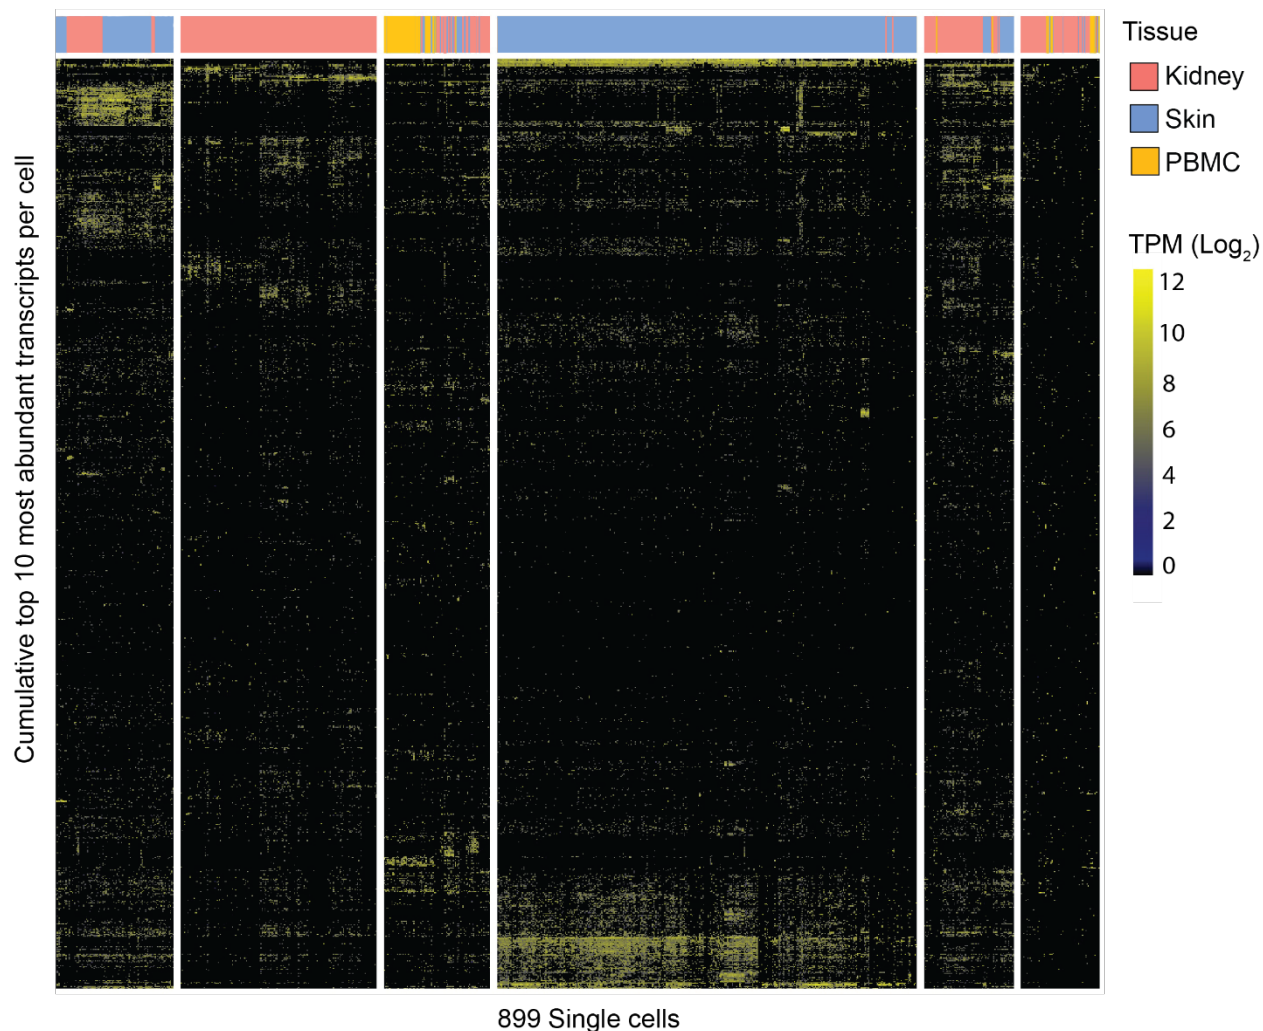 Tissue
Kidney
Skin
PBMC
TPM (Log₂)
12
10
8
6
4
2
0
Cumulative top 10 most abundant transcripts per cell
899 Single cells